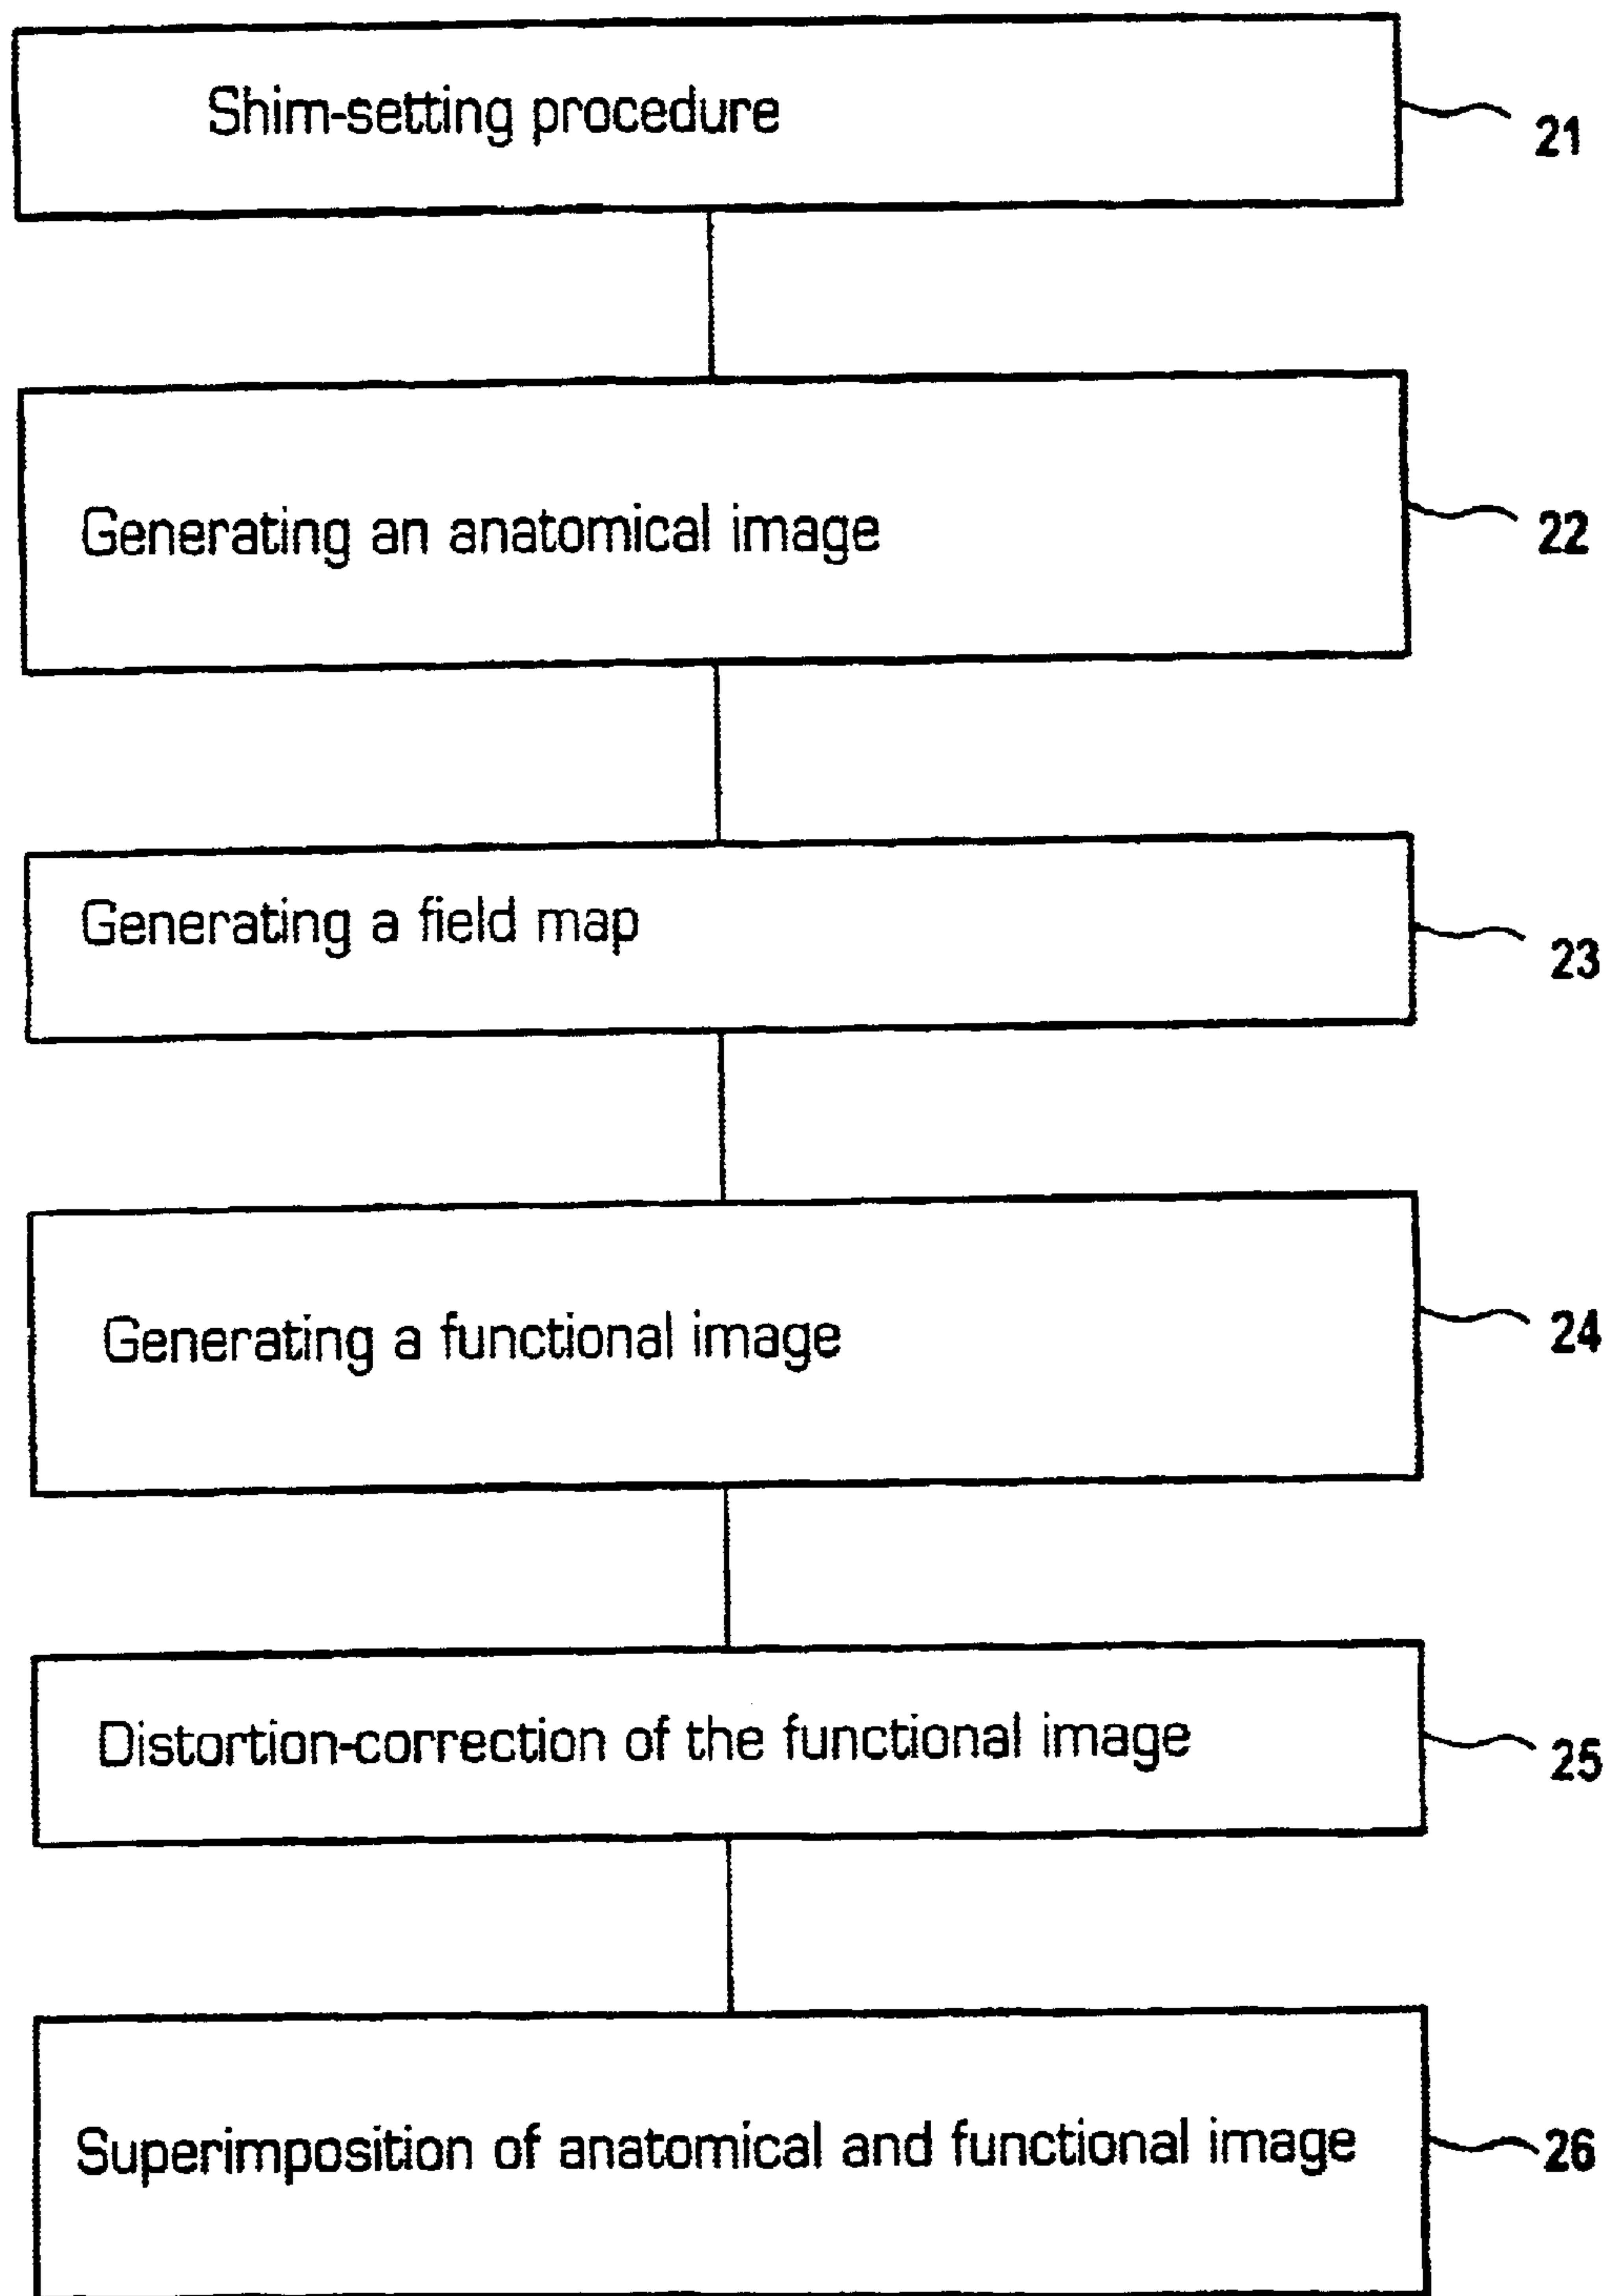 Shim-setting procedure
21
Generating an anatomical image
22
Generating a field map
23
Generating a functional image
24
Distortion-correction of the functional image
25
Superimposition of anatomical and functional image
26